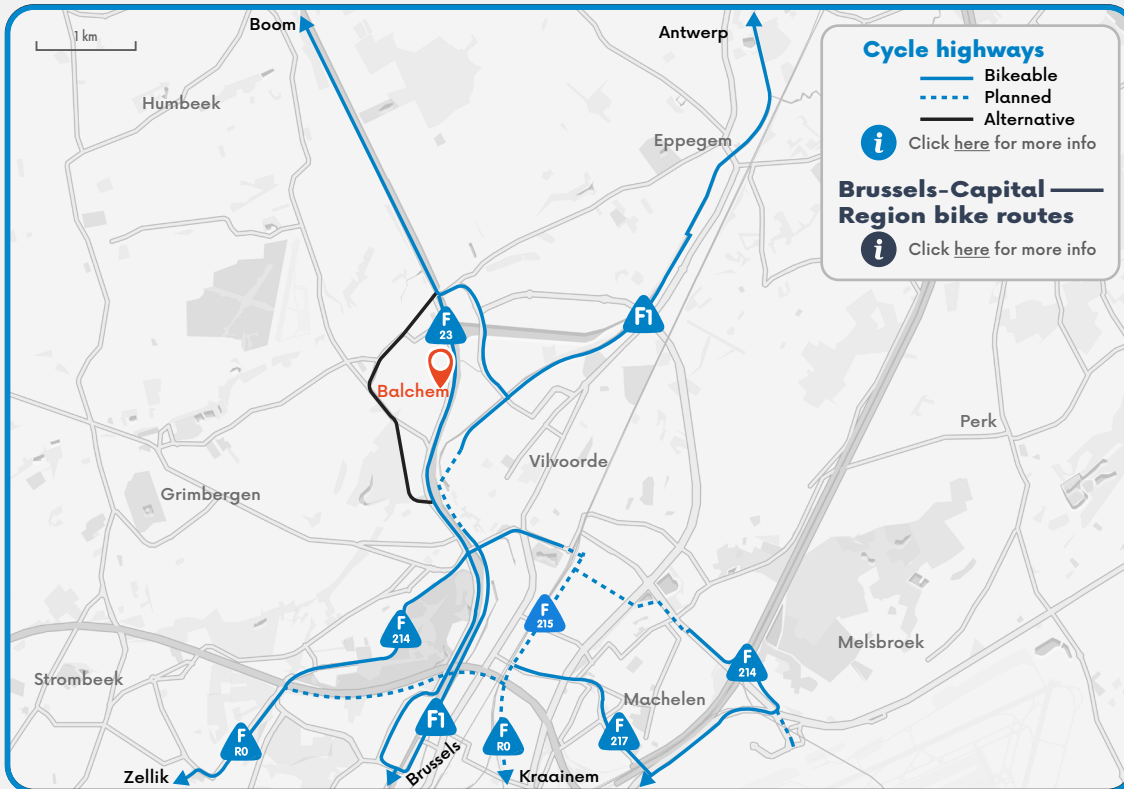 Boom
Antwerp
1 km
Cycle highways
Bikeable
Planned
Alternative
i Click here for more info
Brussels-Capital
Region bike routes
i Click here for more info
Humbeek
Eppegem
F1
F
23
Balchem
Perk
Vilvoorde
Grimbergen
F
215
F
214
Melsbroek
F
214
Strombeek
Machelen
F1
F
217
F
R0
F
R0
Brussels
Zellik
Kraainem